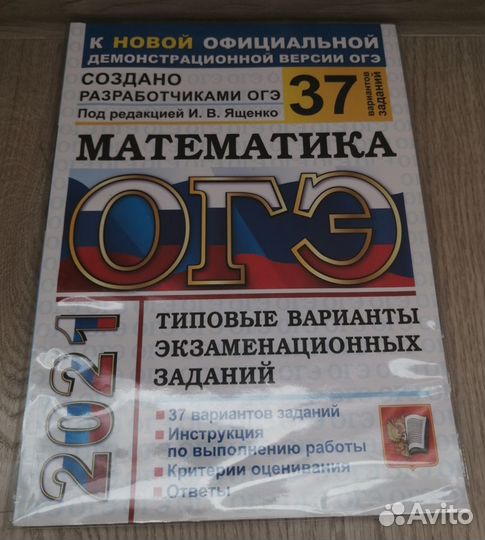 К НОВОЙ ОФИЦИАЛЬНОЙ
ДЕМОНСТРАЦИОННОЙ ВЕРСИИ ОГЭ
СОЗДАНО
РАЗРАБОТЧИКАМИ ОГЭ
Под редакцией И. В. Ященко
37
вариантов
заданий
МАТЕМАТИКА
ОГЭ
2021
ТИПОВЫЕ ВАРИАНТЫ
ЭКЗАМЕНАЦИОННЫХ
ЗАДАНИЙ
37 вариантов заданий
Инструкция
по выполнению работы
Критерии оценивания
Ответы
Avito